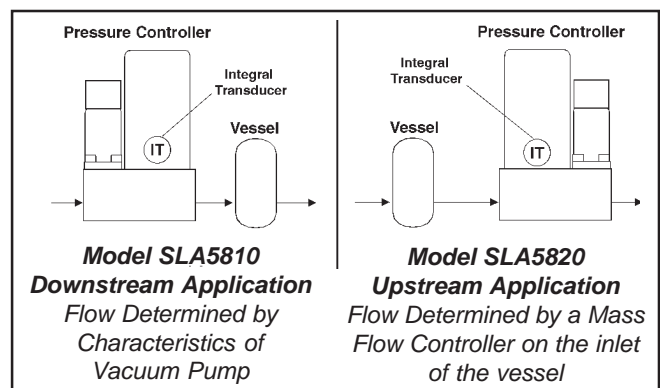 Pressure Controller
Integral
Transducer
Vessel
IT
Model SLA5810
Downstream Application
Flow Determined by
Characteristics of
Vacuum Pump
Pressure Controller
Integral
Transducer
Vessel
IT
Model SLA5820
Upstream Application
Flow Determined by a Mass
Flow Controller on the inlet
of the vessel